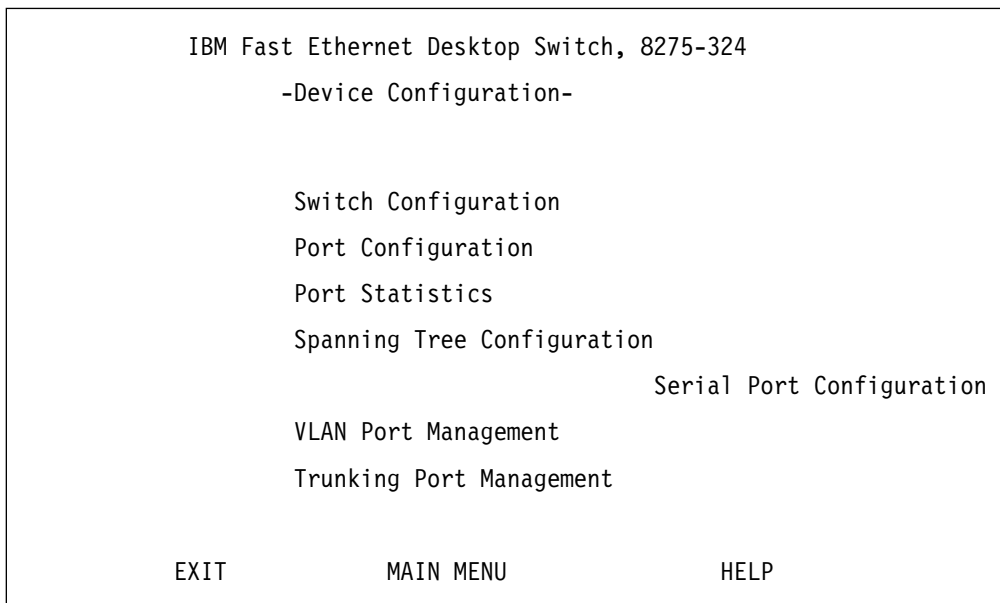 IBM Fast Ethernet Desktop Switch, 8275-324
-Device Configuration-
Switch Configuration
Port Configuration
Port Statistics
Spanning Tree Configuration
Serial Port Configuration
VLAN Port Management
Trunking Port Management
EXIT MAIN MENU HELP